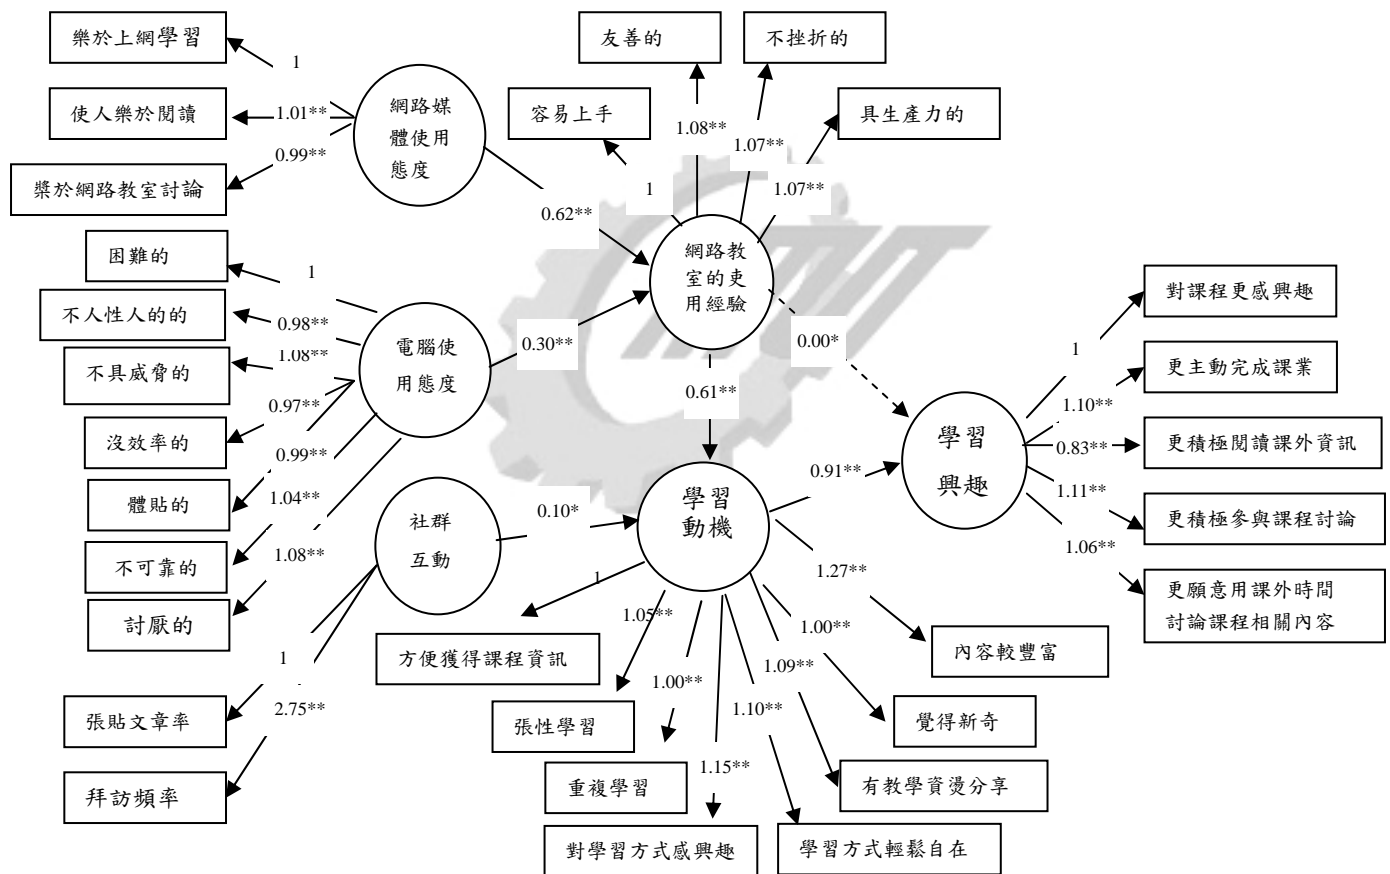 樂於上網學習
1
使人樂於閱讀
1.01**
0.99**
槳於網路教室討論
網路媒
體使用
態度
0.62**
友善的
不挫折的
容易上手
具生產力的
1.08**
1.07**
1
1.07**
網路教
室的吏
用經驗
困難的
1
不人性人的的
0.98**
不具威脅的
1.08**
沒效率的
0.97**
體貼的
0.99**
不可靠的
1.04**
討厭的
1.08**
電腦使
用態度
0.30**
0.61**
0.00*
社群
互動
0.10*
1
張貼文章率
2.75**
拜訪頻率
學習
動機
0.91**
學習
興趣
1
對課程更感興趣
1.10**
更主動完成課業
0.83**
更積極閱讀課外資訊
1.11**
更積極參與課程討論
1.06**
更願意用課外時間
討論課程相關內容
1
方便獲得課程資訊
1.05**
張性學習
1.00**
重複學習
1.15**
對學習方式感興趣
1.10**
學習方式輕鬆自在
1.09**
有教學資燙分享
1.00**
覺得新奇
1.27**
內容較豐富